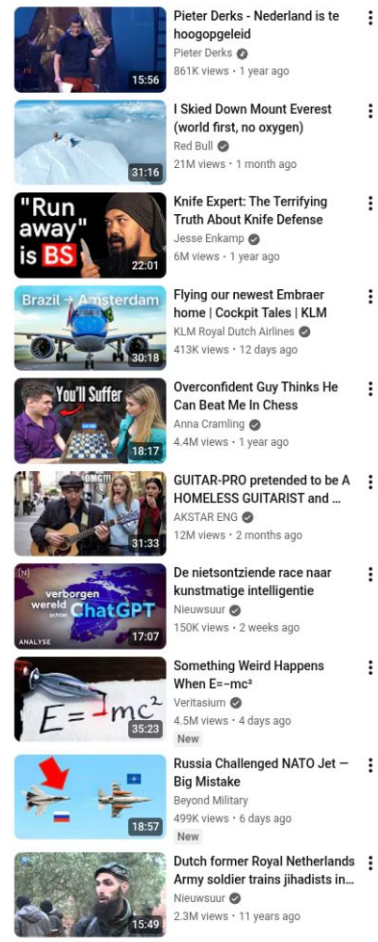 15:56
Pieter Derks - Nederland is te
hoogopgeleid
Pieter Derks
861K views • 1 year ago
31:16
I Skied Down Mount Everest
(world first, no oxygen)
Red Bull
21M views • 1 month ago
"Run
away"
is BS
22:01
Knife Expert: The Terrifying
Truth About Knife Defense
Jesse Enkamp
6M views • 1 year ago
Brazil → Amsterdam
30:18
Flying our newest Embraer
home | Cockpit Tales | KLM
KLM Royal Dutch Airlines
413K views • 12 days ago
You'll Suffer
18:17
Overconfident Guy Thinks He
Can Beat Me In Chess
Anna Cramling
4.4M views • 1 year ago
OMG!!!
31:33
GUITAR-PRO pretended to be A
HOMELESS GUITARIST and ...
AKSTAR ENG
12M views • 2 months ago
[N]
verborgen
wereld achter
ChatGPT
ANALYSE
17:07
De nietsontziende race naar
kunstmatige intelligentie
Nieuwsuur
150K views • 2 weeks ago
E=-mc²
35:23
Something Weird Happens
When E=−mc²
Veritasium
4.5M views • 4 days ago
New
18:57
Russia Challenged NATO Jet —
Big Mistake
Beyond Military
499K views • 6 days ago
New
15:49
Dutch former Royal Netherlands
Army soldier trains jihadists in...
Nieuwsuur
2.3M views • 11 years ago